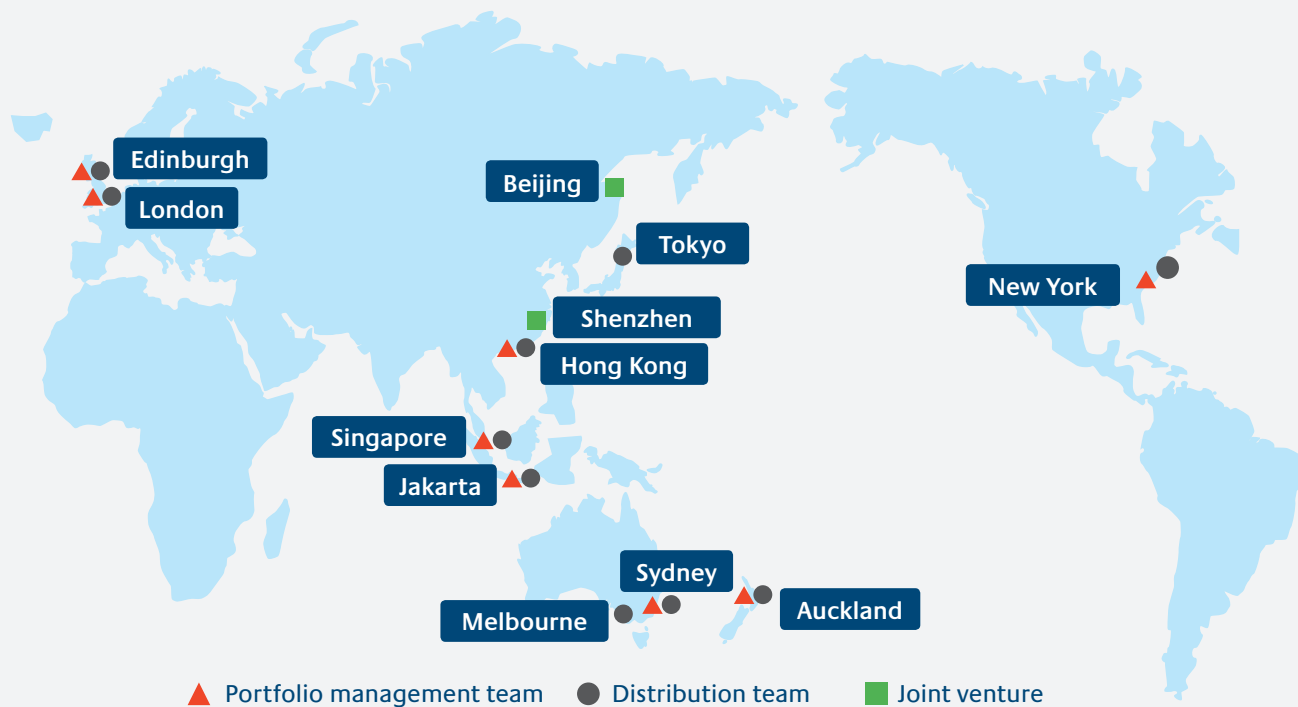 Edinburgh
London
Beijing
Tokyo
New York
Shenzhen
Hong Kong
Singapore
Jakarta
Sydney
Auckland
Melbourne
Portfolio management team
Distribution team
Joint venture